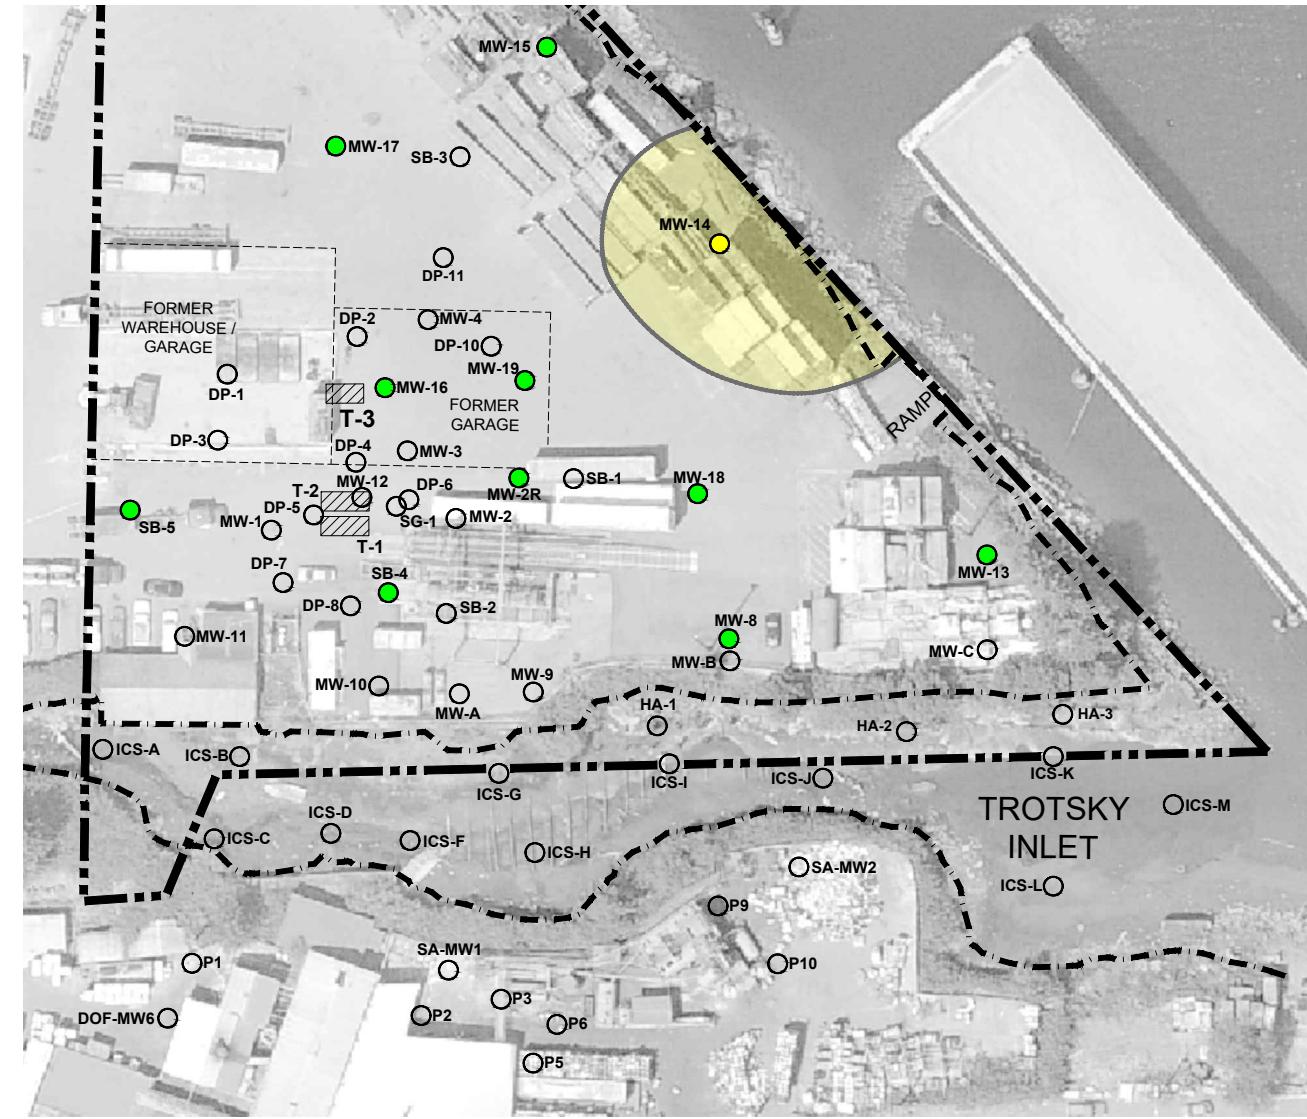 MW-15
MW-17
SB-3
MW-14
DP-11
FORMER
WAREHOUSE /
GARAGE
DP-2
MW-4
DP-10
MW-19
DP-1
MW-16
T-3
FORMER
GARAGE
RAMP
DP-3
DP-4
MW-3
MW-12
DP-6
MW-2R
SB-1
MW-18
T-2
DP-5
SG-1
MW-2
SB-5
MW-1
T-1
DP-7
SB-4
MW-13
DP-8
SB-2
MW-8
MW-11
MW-B
MW-C
MW-10
MW-9
MW-A
HA-1
HA-2
HA-3
ICS-A
ICS-B
ICS-G
ICS-I
ICS-J
ICS-K
TROTSKY
INLET
ICS-M
ICS-D
ICS-C
ICS-F
ICS-H
SA-MW2
ICS-L
P9
SA-MW1
P1
P10
P3
DOF-MW6
P2
P6
P5